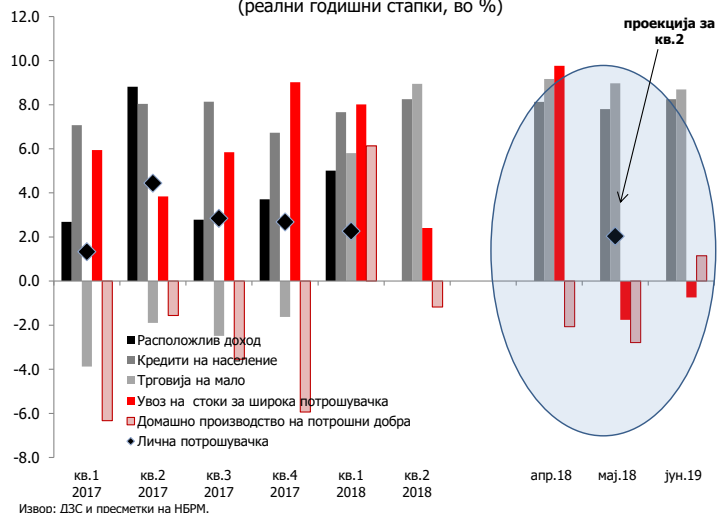 (реални годишни стапки, во %)
проекција за
кв.2
12.0
10.0
8.0
6.0
4.0
2.0
0.0
-2.0
-4.0
-6.0
-8.0
Расположлив доход
Кредити на население
Трговија на мало
Увоз на стоки за широка потрошувачка
Домашно производство на потрошни добра
Лична потрошувачка
кв.1 кв.2 кв.3 кв.4 кв.1 кв.2 апр.18 мај.18 јун.19
2017 2017 2017 2017 2018 2018
Извор: ДЗС и пресметки на НБРМ.